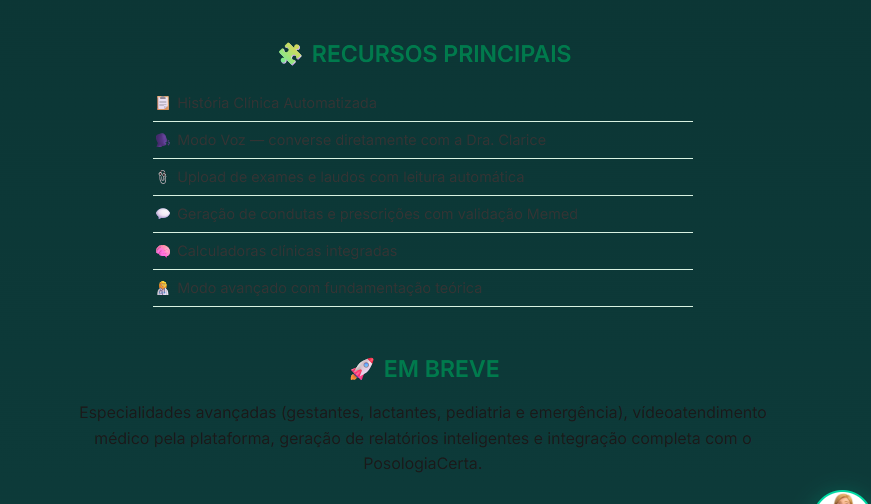 RECURSOS PRINCIPAIS
História Clínica Automatizada
Modo Voz — converse diretamente com a Dra. Clarice
Upload de exames e laudos com leitura automática
Geração de condutas e prescrições com validação Memed
Calculadoras clínicas integradas
Modo avançado com fundamentação teórica
EM BREVE
Especialidades avançadas (gestantes, lactantes, pediatria e emergência), videoatendimento
médico pela plataforma, geração de relatórios inteligentes e integração completa com o
PosologiaCerta.